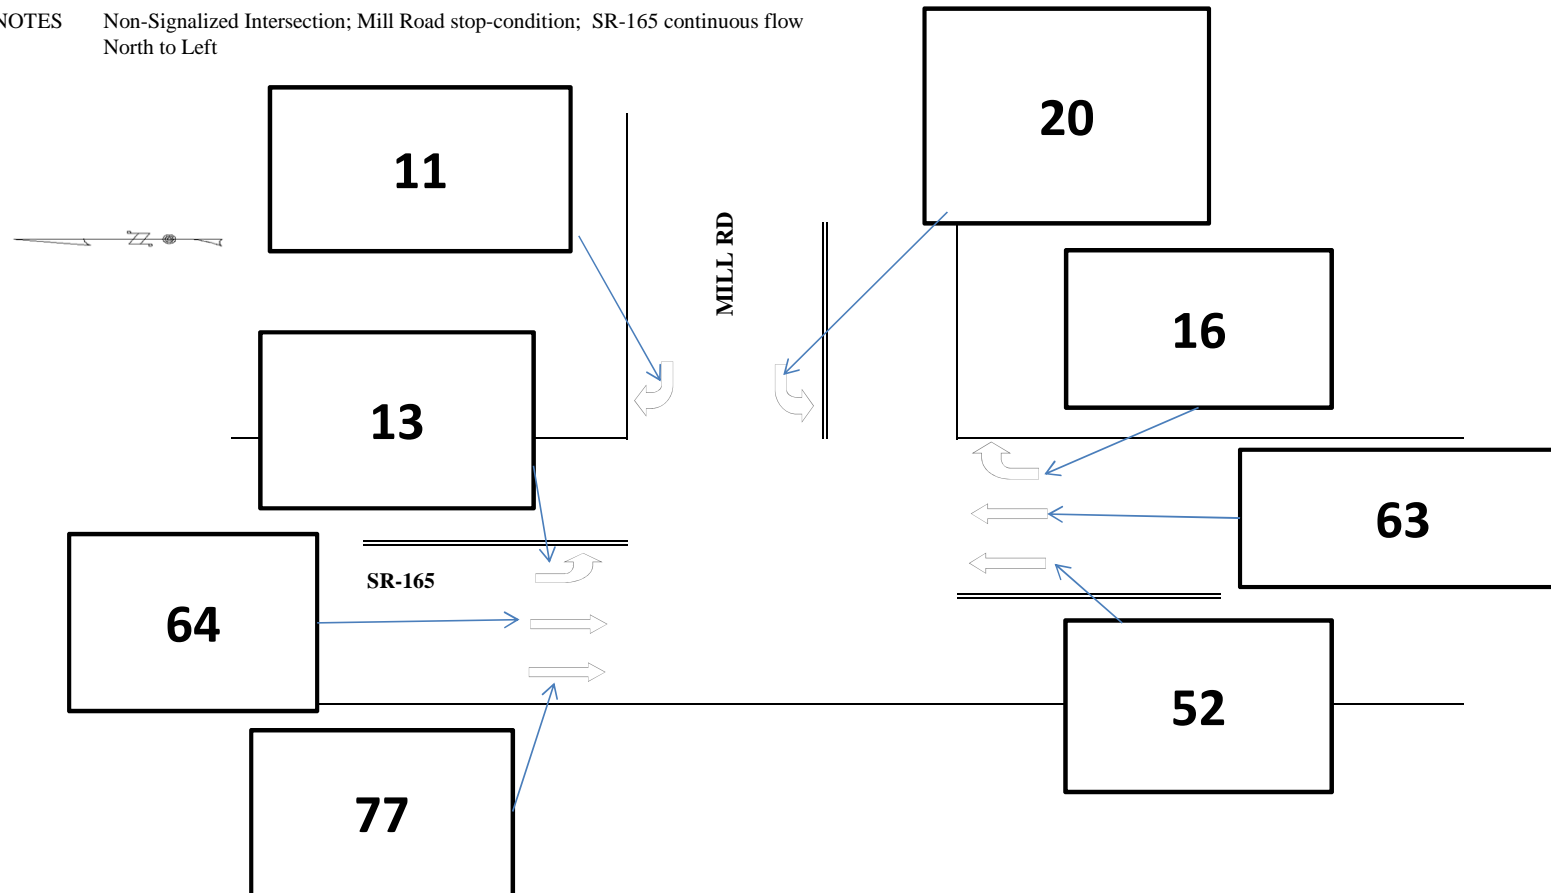 NOTES Non-Signalized Intersection; Mill Road stop-condition; SR-165 continuous flow
North to Left
20
11
MILL RD
16
13
63
SR-165
64
52
77